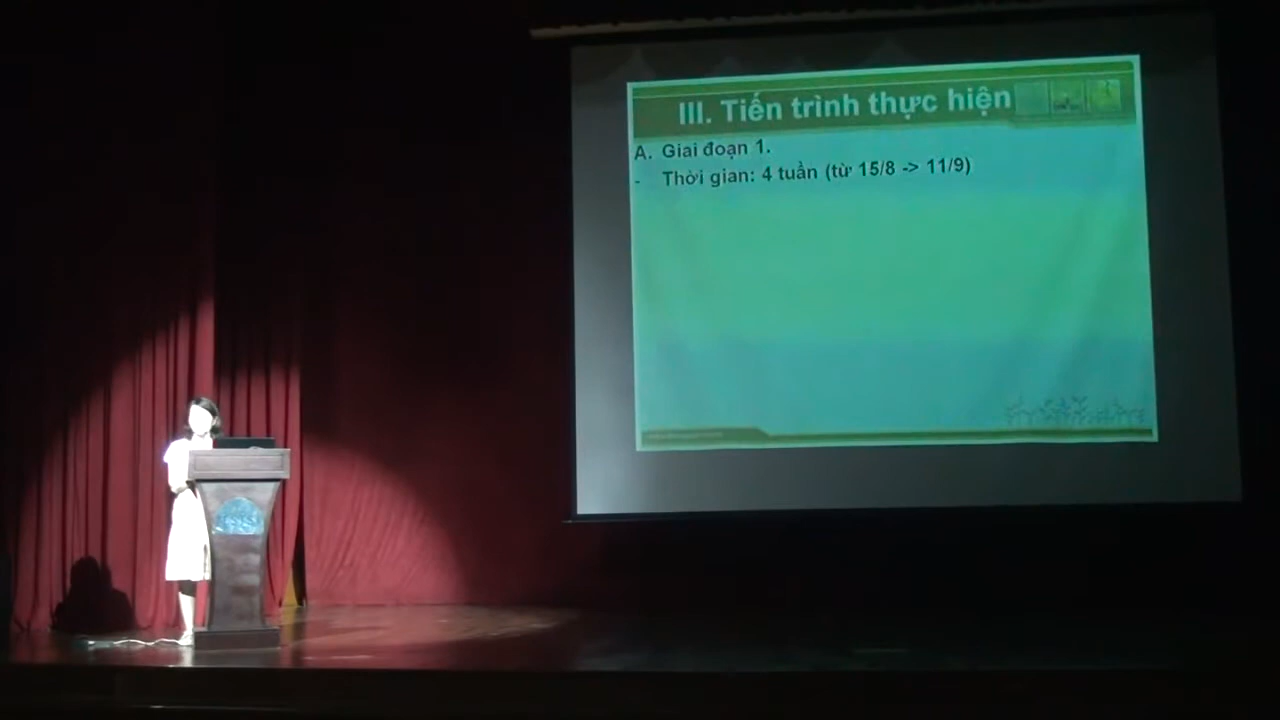 III. Tiến trình thực hiện
A. Giai đoạn 1.
- Thời gian: 4 tuần (từ 15/8 -> 11/9)